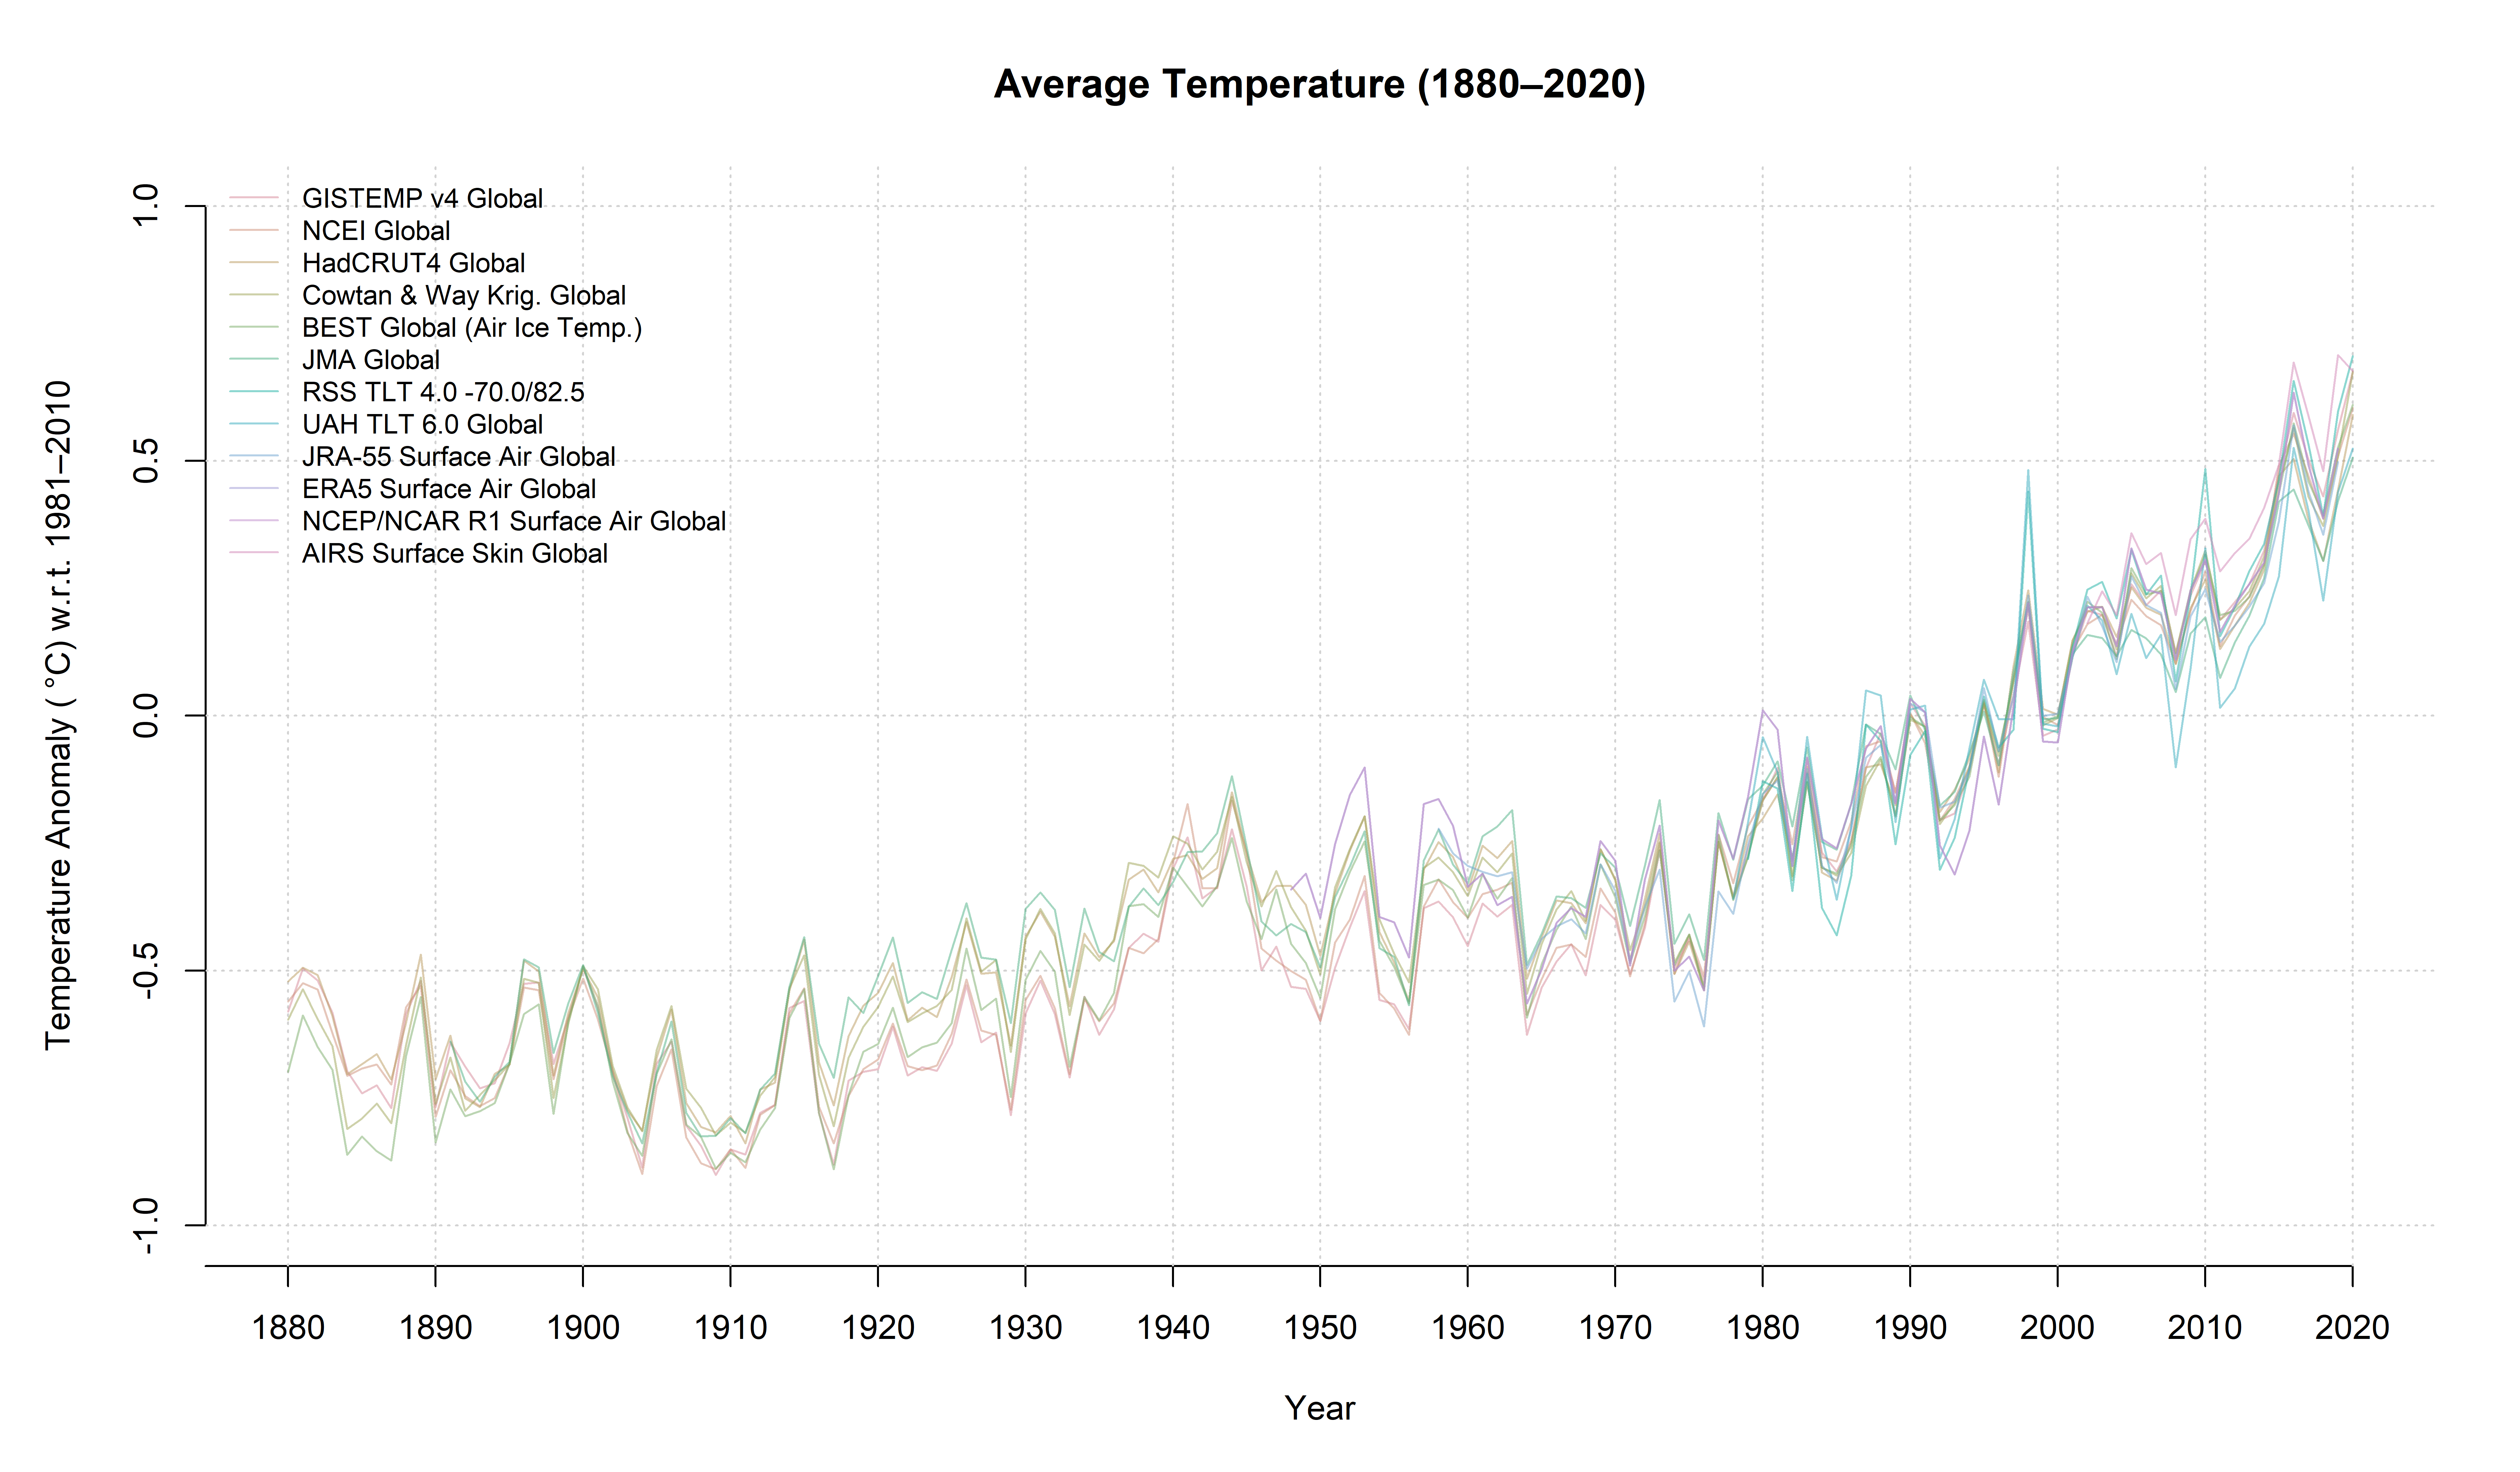 Average Temperature (1880–2020)
GISTEMP v4 Global
NCEI Global
HadCRUT4 Global
Cowtan & Way Krig. Global
BEST Global (Air Ice Temp.)
JMA Global
RSS TLT 4.0 -70.0/82.5
UAH TLT 6.0 Global
JRA-55 Surface Air Global
ERA5 Surface Air Global
NCEP/NCAR R1 Surface Air Global
AIRS Surface Skin Global
Temperature Anomaly ( °C) w.r.t. 1981–2010
1.0
0.5
0.0
-0.5
-1.0
1880 1890 1900 1910 1920 1930 1940 1950 1960 1970 1980 1990 2000 2010 2020
Year